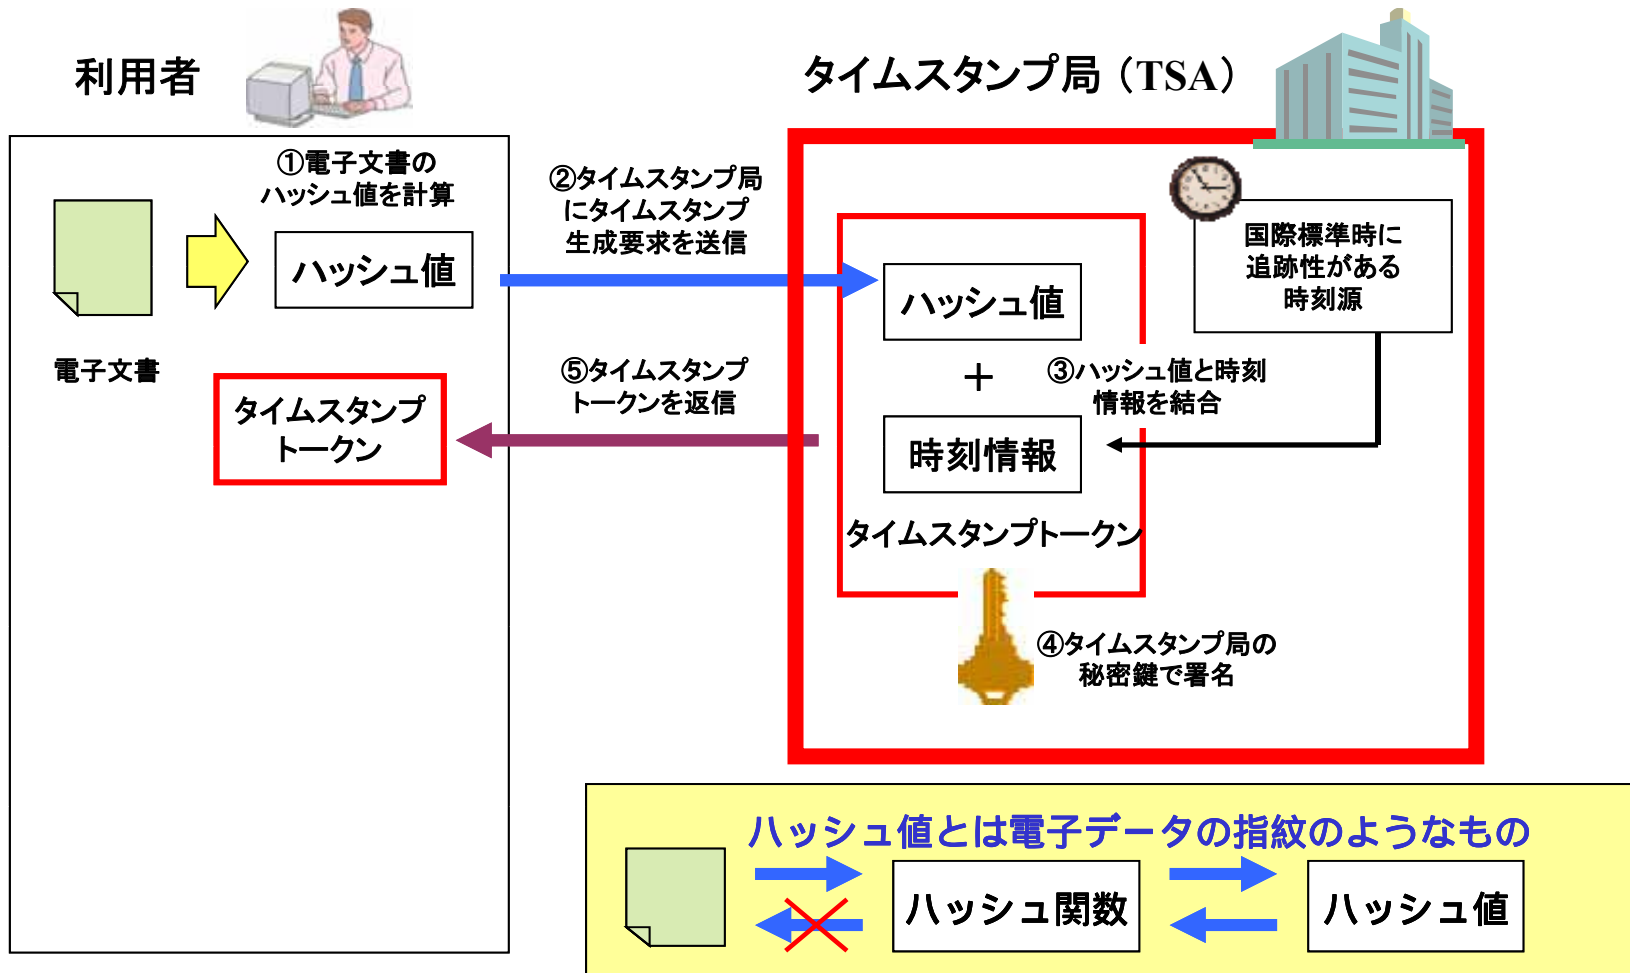 利用者
タイムスタンプ局（TSA）
①電子文書の
ハッシュ値を計算
ハッシュ値
電子文書
タイムスタンプ
トークン
②タイムスタンプ局
にタイムスタンプ
生成要求を送信
⑤タイムスタンプ
トークンを返信
ハッシュ値
＋
時刻情報
タイムスタンプトークン
③ハッシュ値と時刻
情報を結合
国際標準時に
追跡性がある
時刻源
④タイムスタンプ局の
秘密鍵で署名
ハッシュ値とは電子データの指紋のようなもの
ハッシュ関数
ハッシュ値